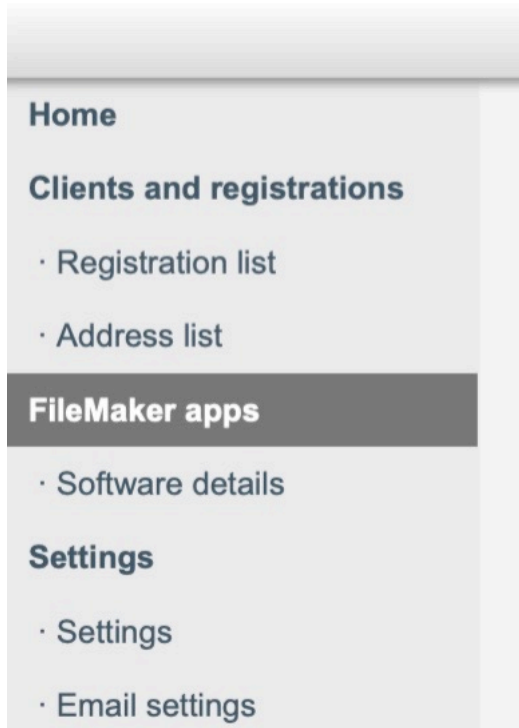 Home
Clients and registrations
· Registration list
· Address list
FileMaker apps
· Software details
Settings
· Settings
· Email settings